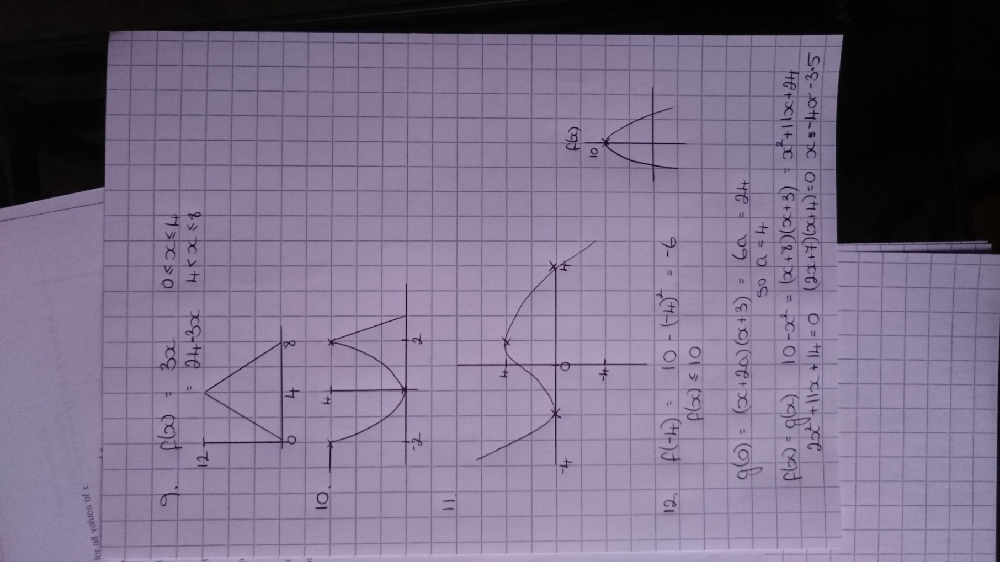 for all values of x.
9. f(x) = 3x 0 ≤ x ≤ 4
= 24-3x 4 < x ≤ 8
12
0 4 8
10.
4
-2 2
11.
4
-4 0 4
-4
12. f(-4) = 10 - (-4)² = -6
f(x) ≤ 10
f(x)
10
g(0) = (x+2a)(x+3) = 6a = 24
so a = 4
f(x) = g(x) 10-x² = (x+8)(x+3) = x²+11x+24
2x²+11x+14=0 (2x+7)(x+4)=0 x=-4 or -3.5